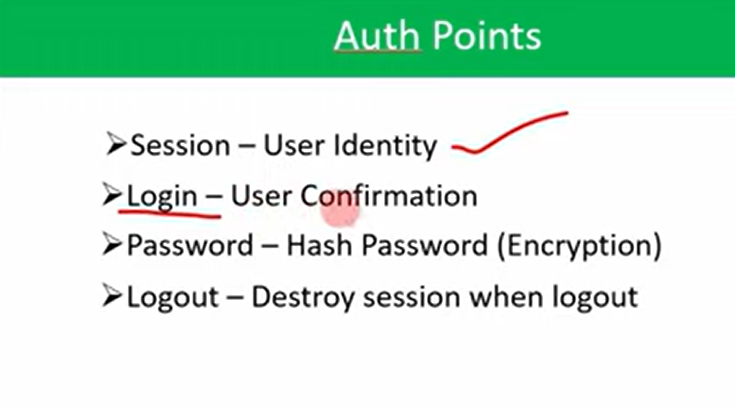 Auth Points
➢Session – User Identity
➢Login – User Confirmation
➢Password – Hash Password (Encryption)
➢Logout – Destroy session when logout